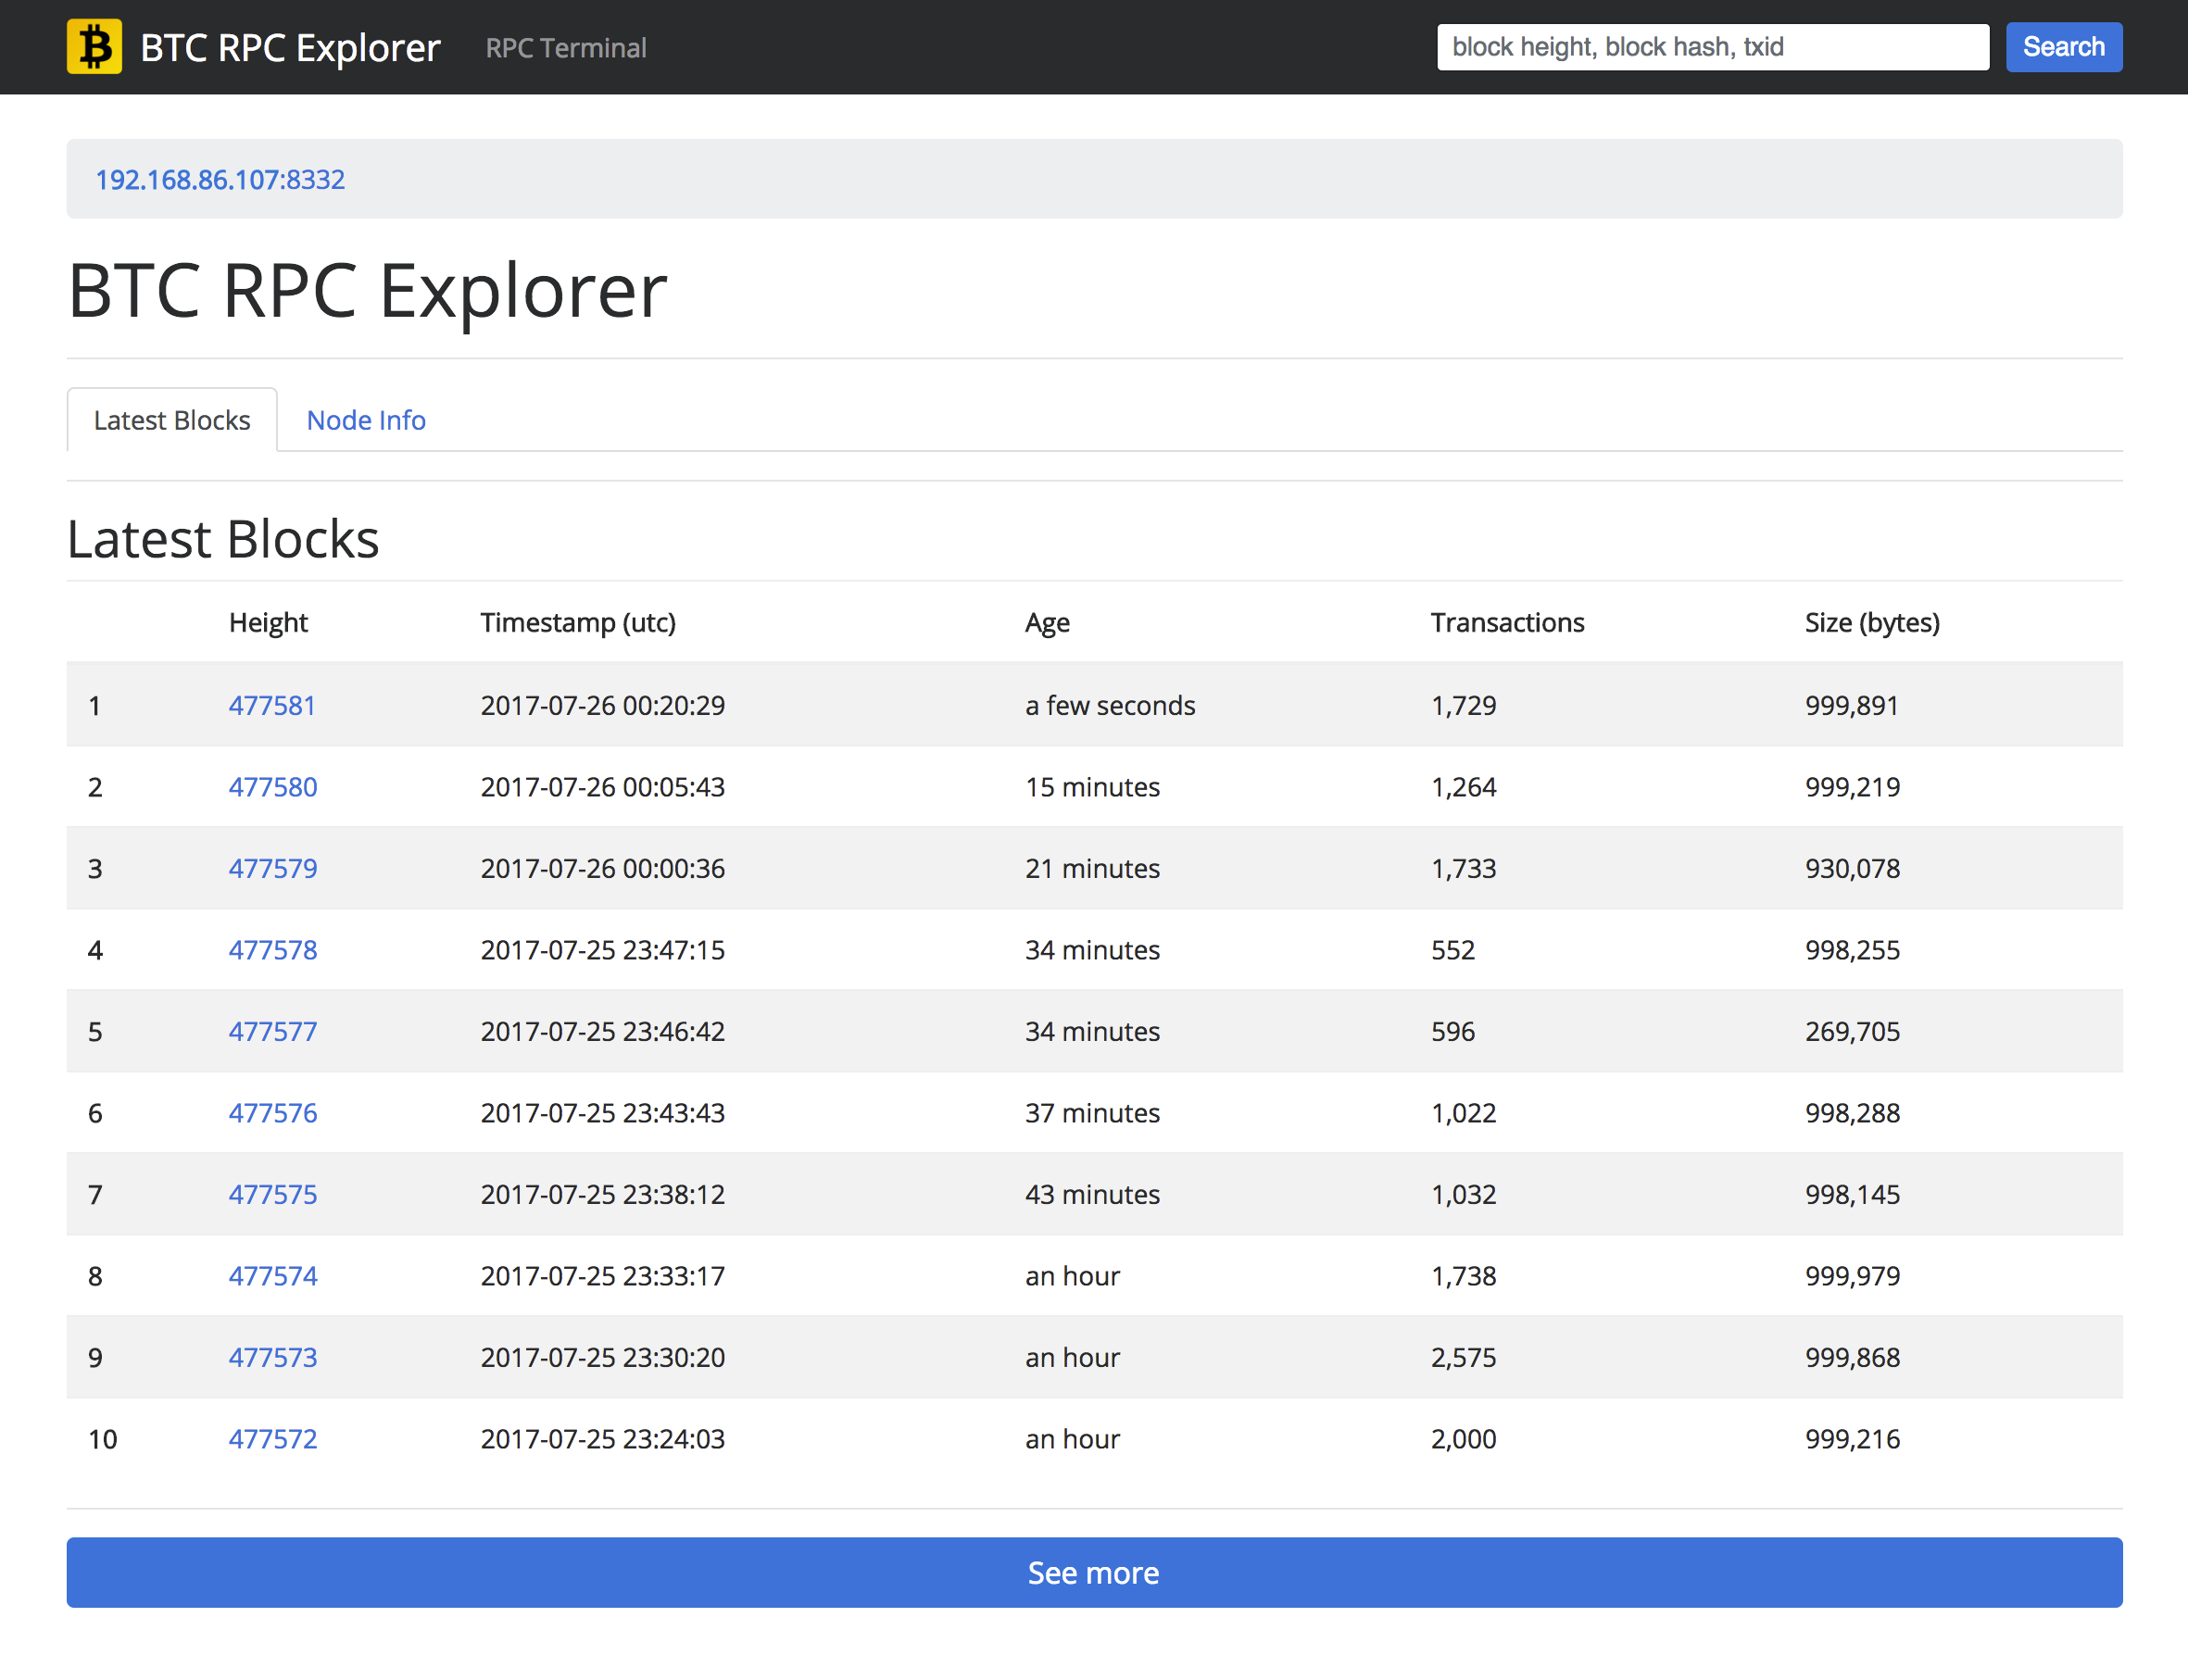 BTC RPC Explorer RPC Terminal block height, block hash, txid Search
192.168.86.107:8332
BTC RPC Explorer
Latest Blocks Node Info
Latest Blocks
Height Timestamp (utc) Age Transactions Size (bytes)
1 477581 2017-07-26 00:20:29 a few seconds 1,729 999,891
2 477580 2017-07-26 00:05:43 15 minutes 1,264 999,219
3 477579 2017-07-26 00:00:36 21 minutes 1,733 930,078
4 477578 2017-07-25 23:47:15 34 minutes 552 998,255
5 477577 2017-07-25 23:46:42 34 minutes 596 269,705
6 477576 2017-07-25 23:43:43 37 minutes 1,022 998,288
7 477575 2017-07-25 23:38:12 43 minutes 1,032 998,145
8 477574 2017-07-25 23:33:17 an hour 1,738 999,979
9 477573 2017-07-25 23:30:20 an hour 2,575 999,868
10 477572 2017-07-25 23:24:03 an hour 2,000 999,216
See more